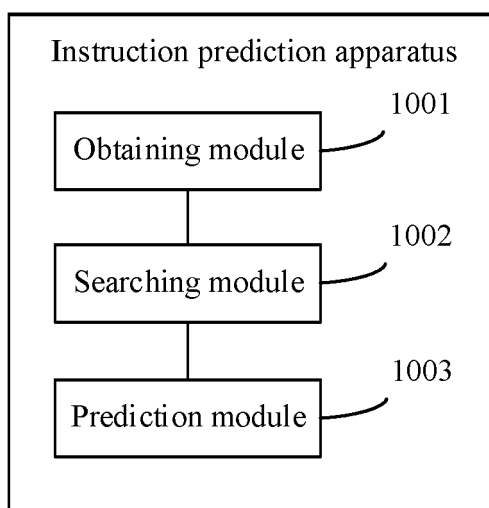 Instruction prediction apparatus
1001
Obtaining module
1002
Searching module
1003
Prediction module